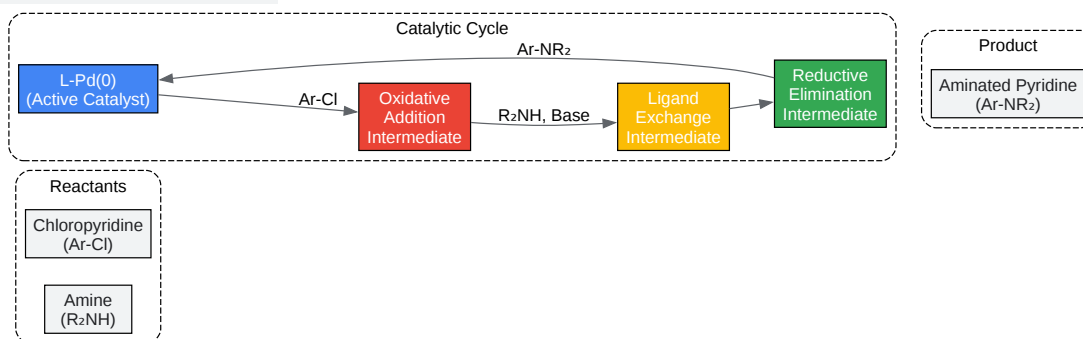 Catalytic Cycle
Ar-NR₂
L-Pd(0)
(Active Catalyst)
Ar-Cl
Oxidative
Addition
Intermediate
R₂NH, Base
Ligand
Exchange
Intermediate
Reductive
Elimination
Intermediate
Product
Aminated Pyridine
(Ar-NR₂)
Reactants
Chloropyridine
(Ar-Cl)
Amine
(R₂NH)